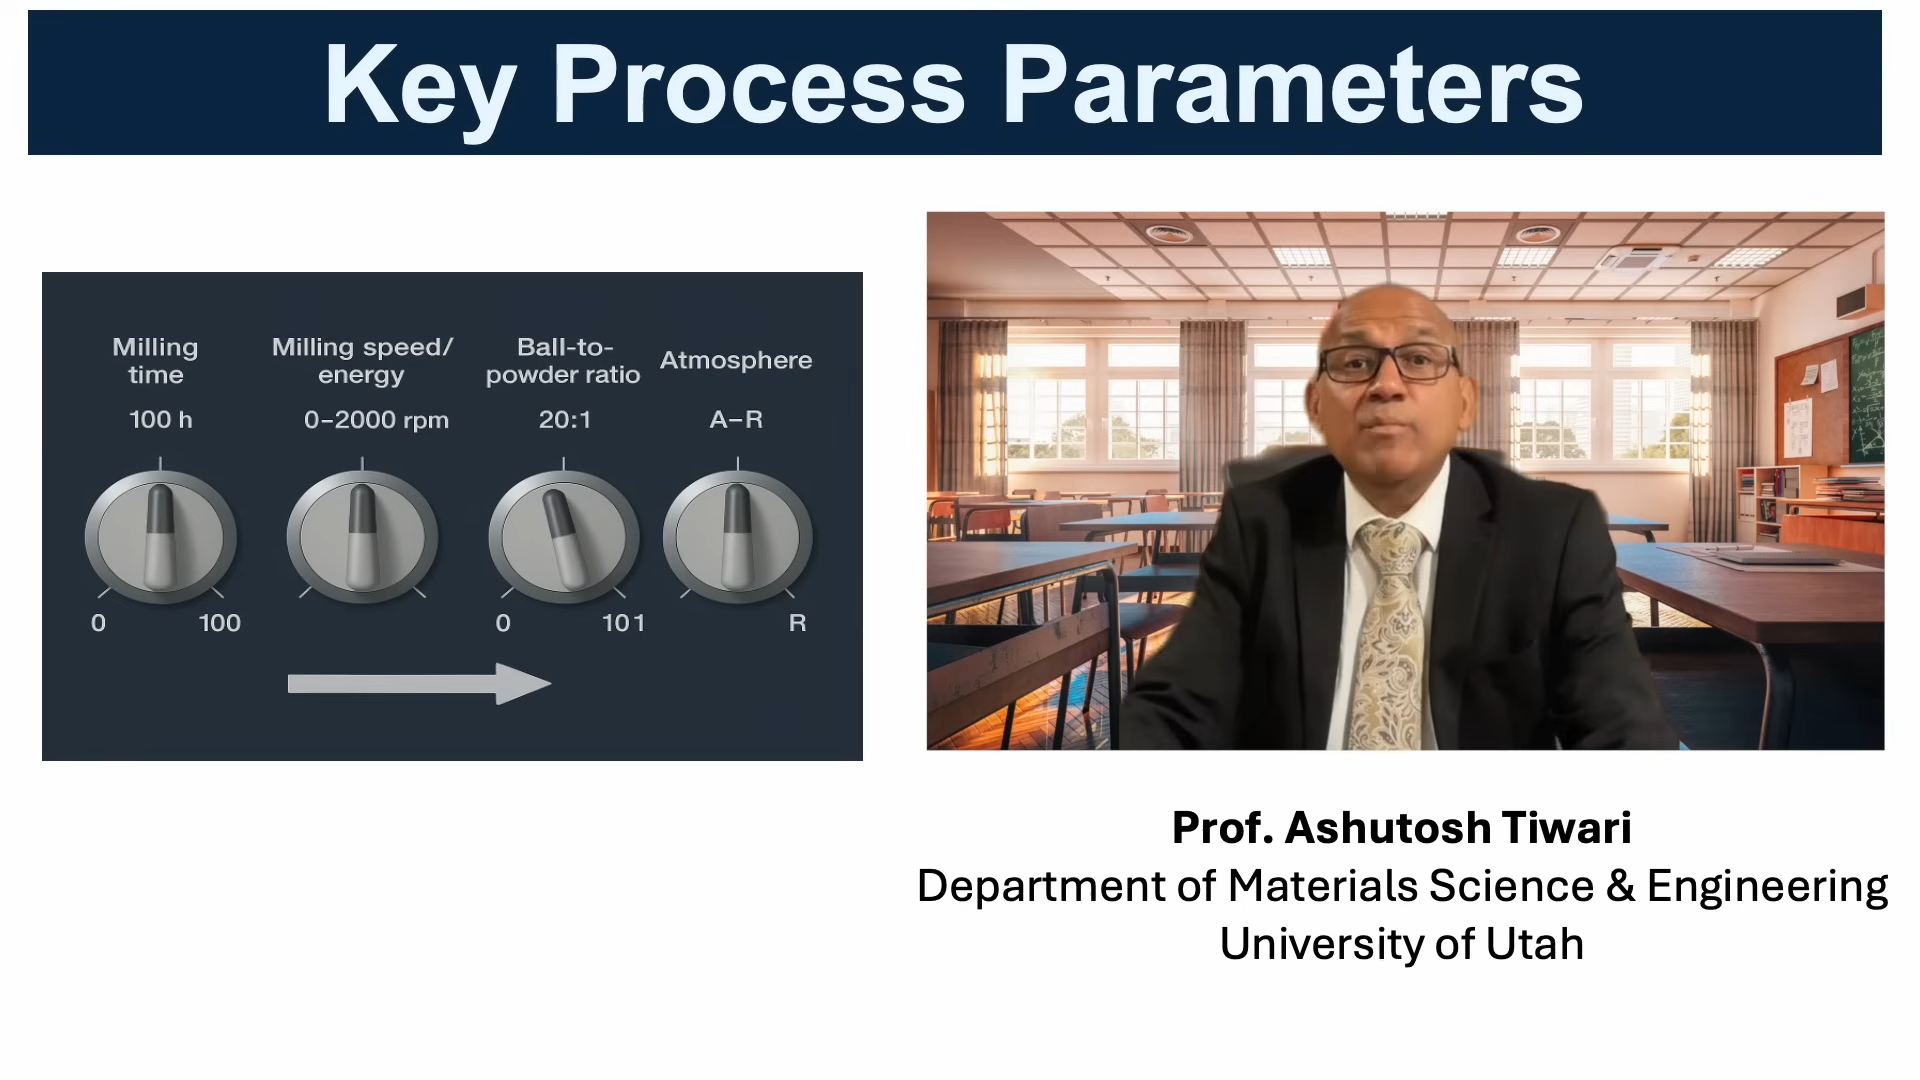 Key Process Parameters
Milling
time
100 h
Milling speed/
energy
0–2000 rpm
Ball-to-
powder ratio
20:1
Atmosphere
A–R
0
100
0
101
R
Prof. Ashutosh Tiwari
Department of Materials Science & Engineering
University of Utah